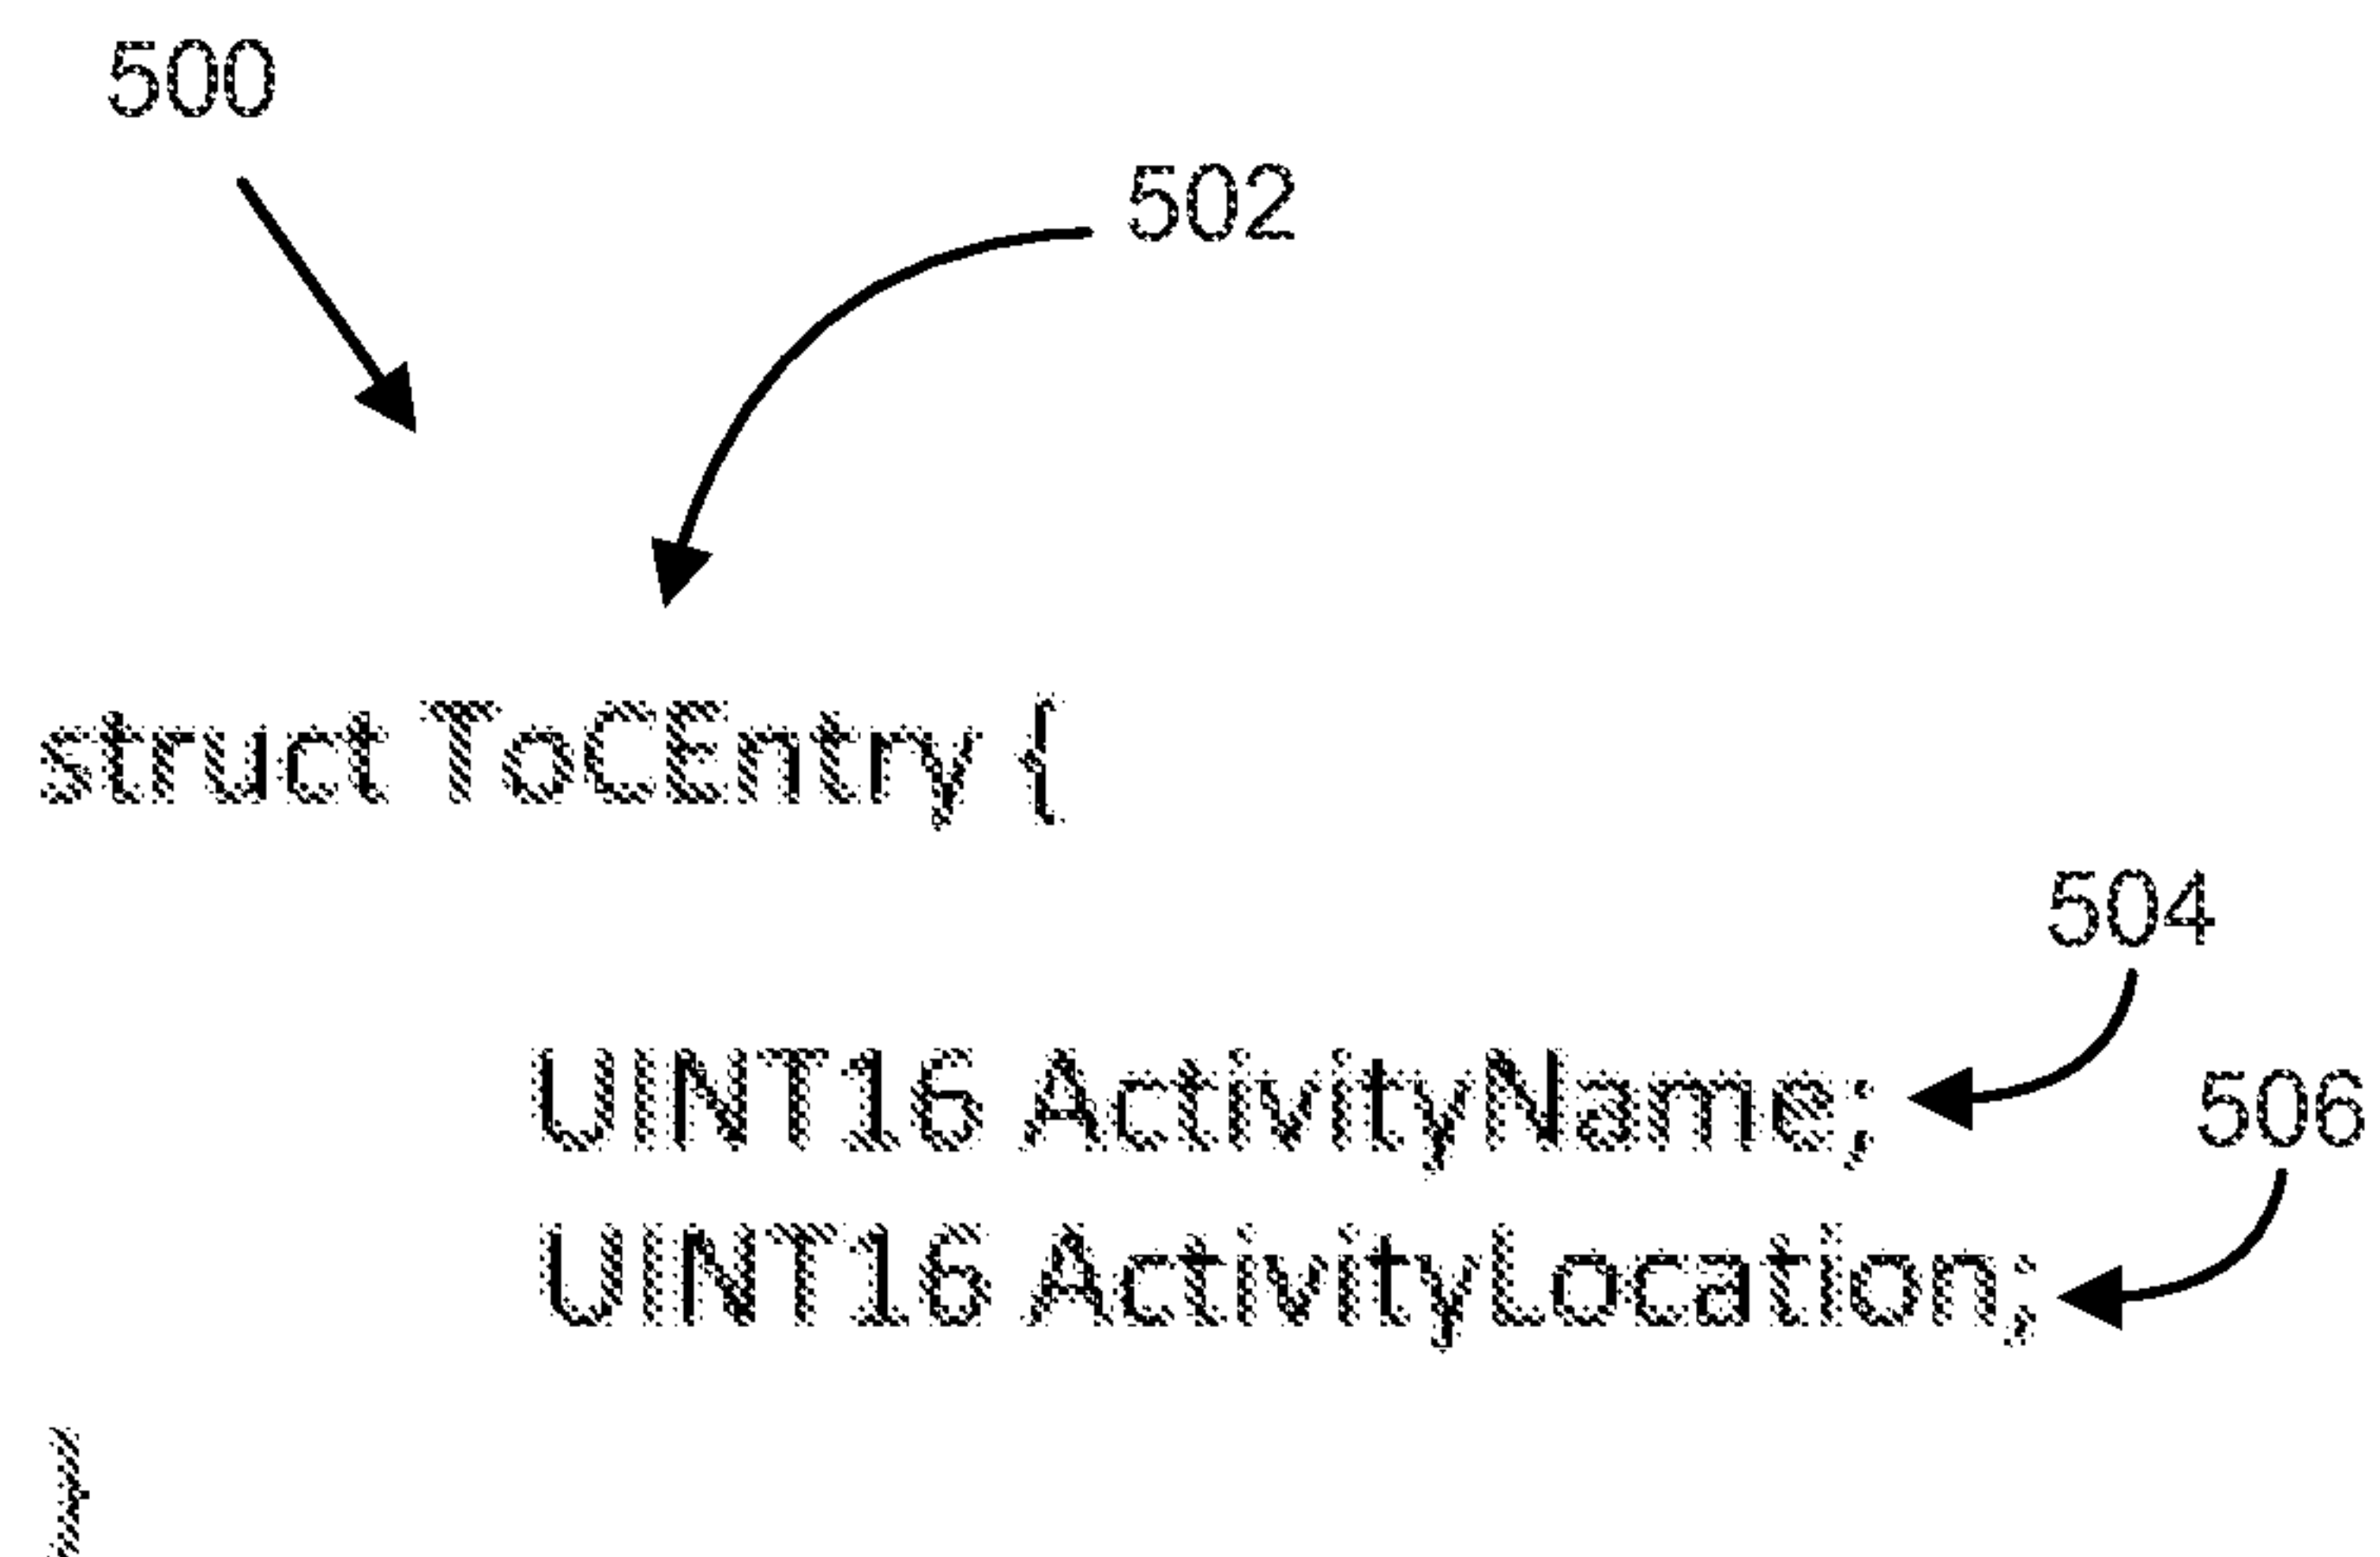 500
502
struct ToCEntry {
504
UINT16 ActivityName;
506
UINT16 ActivityLocation;
}